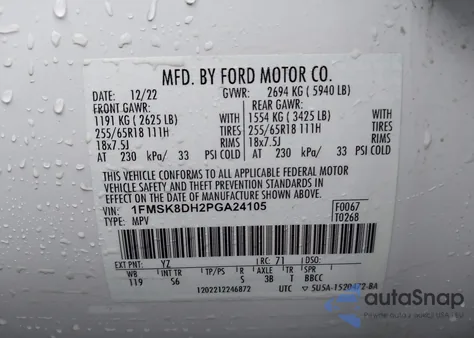 MFD. BY FORD MOTOR CO.
DATE: 12/22 GVWR: 2694 KG ( 5940 LB)
FRONT GAWR: REAR GAWR:
1191 KG ( 2625 LB) WITH 1554 KG ( 3425 LB) WITH
255/65R18 111H TIRES 255/65R18 111H TIRES
18x7.5J RIMS 18x7.5J RIMS
AT 230 kPa/ 33 PSI COLD AT 230 kPa/ 33 PSI COLD
THIS VEHICLE CONFORMS TO ALL APPLICABLE FEDERAL MOTOR
VEHICLE SAFETY AND THEFT PREVENTION STANDARDS IN
EFFECT ON THE DATE OF MANUFACTURE SHOWN ABOVE.
VIN: 1FMSK8DH2PGA24105 F0067
TYPE: MPV T0268
EXT PNT: YZ RC: 71 DSO:
WB INT TR TP/PS R AXLE TR SPR
119 S6 S 3B T BBCC
1202212246872 UTC
autoSnap